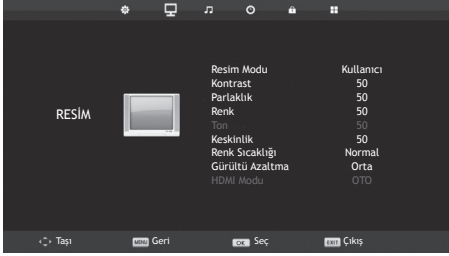 RESİM
Resim Modu Kullanıcı
Kontrast 50
Parlaklık 50
Renk 50
Ton 50
Keskinlik 50
Renk Sıcaklığı Normal
Gürültü Azaltma Orta
HDMI Modu OTO
Taşı MENU Geri OK Seç EXIT Çıkış